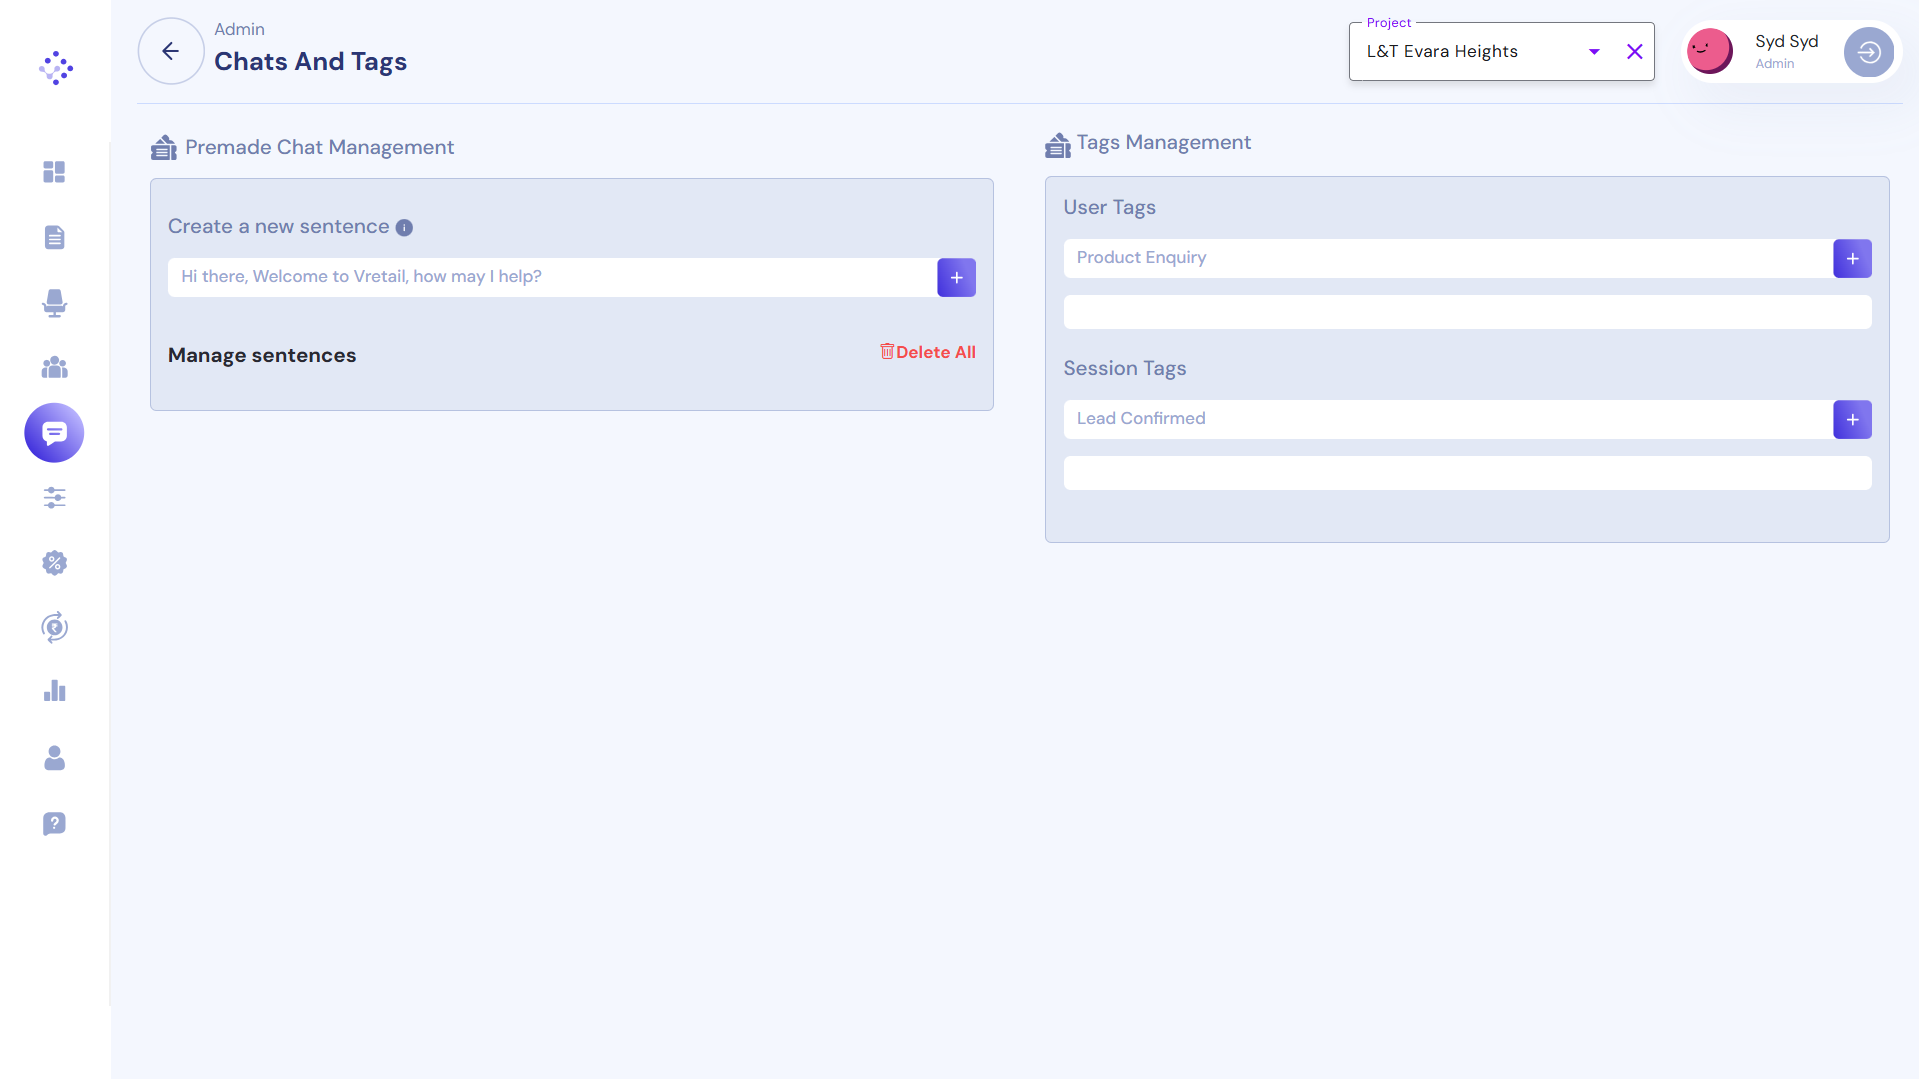 Admin
Chats And Tags
Project
L&T Evara Heights
Syd Syd
Admin
Premade Chat Management
Create a new sentence
Hi there, Welcome to Vretail, how may I help?
Manage sentences
Delete All
Tags Management
User Tags
Product Enquiry
Session Tags
Lead Confirmed